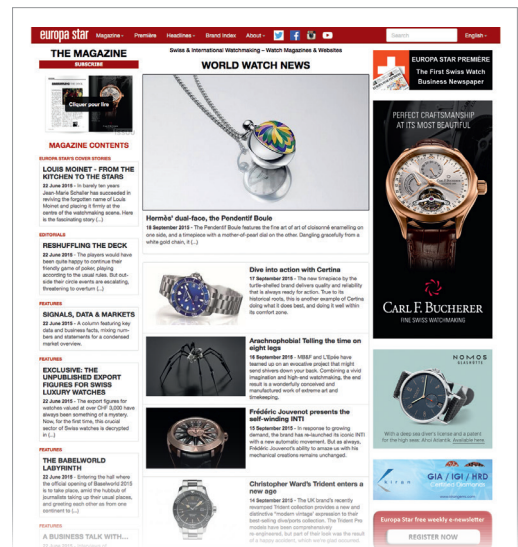 europa star
Magazine
Première
Headlines
Brand Index
About
Search
English
THE MAGAZINE
SUBSCRIBE
Cliquer pour lire
MAGAZINE CONTENTS
EUROPA STAR'S COVER STORIES
LOUIS MOINET - FROM THE
KITCHEN TO THE STARS
22 June 2015 - In barely ten years
Jean-Marie Schaller has succeeded in
reviving the forgotten name of Louis
Moinet and placing it firmly at the
centre of the watchmaking scene. Here
is the fascinating story (...)
EDITORIALS
RESHUFFLING THE DECK
22 June 2015 - The players would have
been quite happy to continue their
friendly game of poker, playing
according to the usual rules. But out-
side their circle events are escalating,
threatening to overturn (...)
FEATURES
SIGNALS, DATA & MARKETS
22 June 2015 - A column featuring key
data and business facts, mixing num-
bers and statements for a condensed
market overview.
FEATURES
EXCLUSIVE: THE
UNPUBLISHED EXPORT
FIGURES FOR SWISS
LUXURY WATCHES
22 June 2015 - The export figures for
watches valued at over CHF 3,000 have
always been something of a mystery.
Now, for the first time, this crucial
sector of Swiss watches is decrypted
in (...)
FEATURES
THE BABELWORLD
LABYRINTH
22 June 2015 - Entering the hall where
the official opening of Baselworld 2015
is to take place, amid the hubbub of
journalists taking up their usual places,
and greeting each other as from one
continent to (...)
FEATURES
A BUSINESS TALK WITH...
Swiss & International Watchmaking – Watch Magazines & Websites
WORLD WATCH NEWS
Hermès' dual-face, the Pendentif Boule
18 September 2015 - The Pendentif Boule features the fine art of art of cloisonné enamelling on
one side, and a timepiece with a mother-of-pearl dial on the other. Dangling gracefully from a
white gold chain, it (...)
Dive into action with Certina
17 September 2015 - The new timepiece by the
turtle-shelled brand delivers quality and reliability
that is always ready for action. True to its
historical roots, this is another example of Certina
doing what it does best, and doing it well within
its comfort zone.
Arachnophobia! Telling the time on
eight legs
16 September 2015 - MB&F and L'Epée have
teamed up on an evocative project that might
send shivers down your back. Combining a vivid
imagination and high-end watchmaking, the end
result is a wonderfully conceived and
manufactured work of extreme art and
timekeeping.
Frédéric Jouvenot presents the
self-winding INTI
15 September 2015 - In response to growing
demand, the brand has re-launched its iconic INTI
with a new automatic movement. But as always,
Frédéric Jouvenot's ability to amaze us with his
mechanical creations remains unchanged.
Christopher Ward's Trident enters a
new age
14 September 2015 - The UK brand's recently
revamped Trident collection provides a new and
distinctive "modern vintage" expression to their
best-selling dive/sports collection. The Trident Pro
models have been comprehensively
re-engineered, but part of their task was the result
EUROPA STAR PREMIÈRE
The First Swiss Watch
Business Newspaper
PERFECT CRAFTSMANSHIP
AT ITS MOST BEAUTIFUL
CARL F. BUCHERER
FINE SWISS WATCHMAKING
NOMOS
GLASHÜTTE
With a deep sea diver's license and a patent
for the high seas: Ahoi Atlantik. Available here.
kiran
GIA / IGI / HRD
Certified Diamonds
Europa Star free weekly e-newsletter
REGISTER NOW